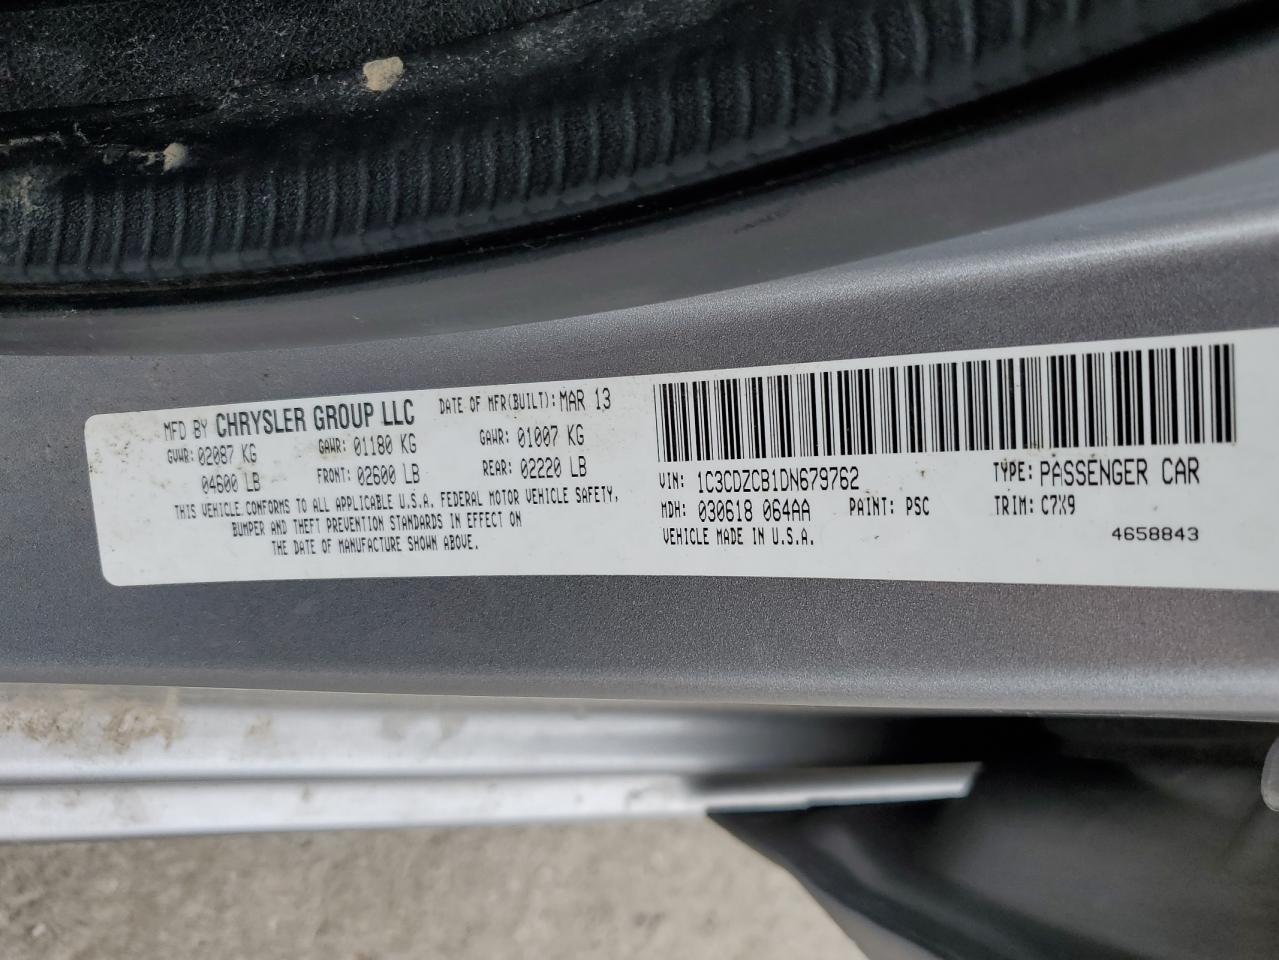 MFD BY CHRYSLER GROUP LLC DATE OF MFR(BUILT): MAR 13
GVWR: 02087 KG GAWR: 01180 KG GAWR: 01007 KG
04600 LB FRONT: 02600 LB REAR: 02220 LB
THIS VEHICLE CONFORMS TO ALL APPLICABLE U.S.A. FEDERAL MOTOR VEHICLE SAFETY,
BUMPER AND THEFT PREVENTION STANDARDS IN EFFECT ON
THE DATE OF MANUFACTURE SHOWN ABOVE.
VIN: 1C3CDZCB1DN679762 TYPE: PASSENGER CAR
MDH: 030618 064AA PAINT: PSC TRIM: C7X9
VEHICLE MADE IN U.S.A. 4658843